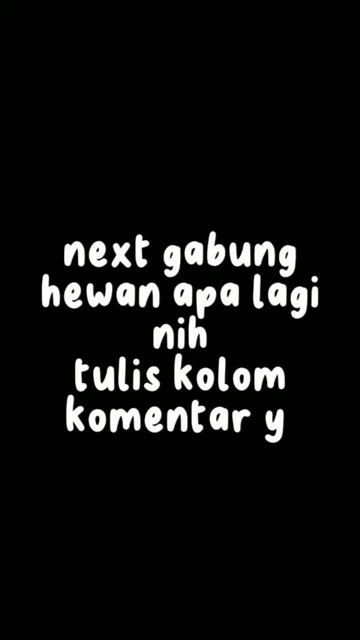 next gabung
hewan apa lagi
nih
tulis kolom
komentar y